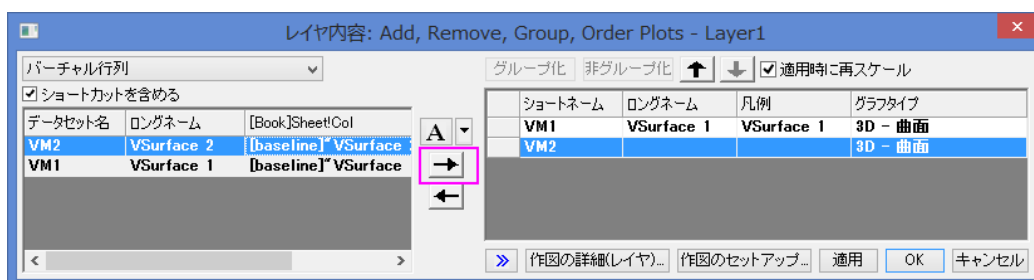 レイヤ内容: Add, Remove, Group, Order Plots - Layer1
バーチャル行列
グループ化 非グループ化 適用時に再スケール
ショートカットを含める
データセット名 ロングネーム [Book]Sheet!Col
VM2 VSurface 2 [baseline]"VSurface
VM1 VSurface 1 [baseline]"VSurface
A
ショートネーム ロングネーム 凡例 グラフタイプ
VM1 VSurface 1 VSurface 1 3D - 曲面
VM2 3D - 曲面
作図の詳細(レイヤ)... 作図のセットアップ... 適用 OK キャンセル